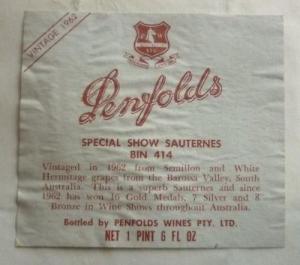 VINTAGE 1962
Penfolds
SPECIAL SHOW SAUTERNES
BIN 414
Vintaged in 1962 from Semillon and White
Hermitage grapes from the Barossa Valley, South
Australia. This is a superb Sauternes and since
1962 has won 16 Gold Medals, 7 Silver and 8
Bronze in Wine Shows throughout Australia.
Bottled by PENFOLDS WINES PTY. LTD.
NET 1 PINT 6 FL OZ